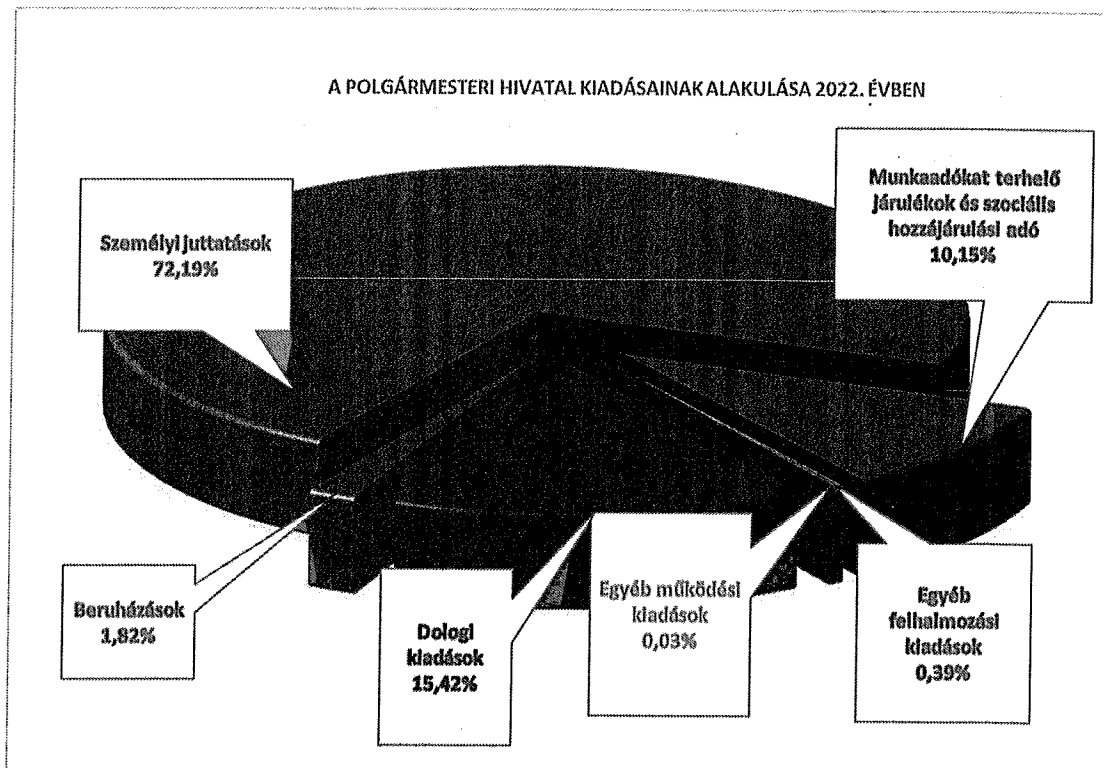 A POLGÁRMESTERI HIVATAL KIADÁSAINAK ALAKULÁSA 2022. ÉVBEN
Személyi juttatások
72,19%
Munkaadókat terhelő
járulékok és szociális
hozzájárulási adó
10,15%
Beruházások
1,82%
Dologi
kiadások
15,42%
Egyéb működési
kiadások
0,03%
Egyéb
felhalmozási
kiadások
0,39%